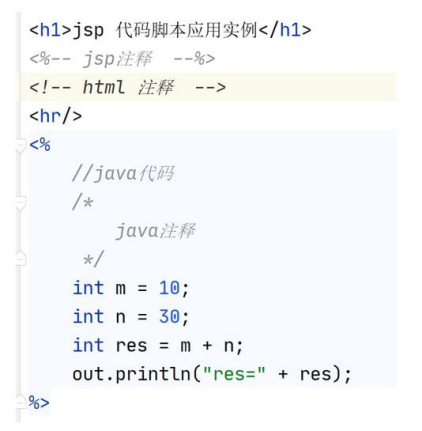 <h1>jsp 代码脚本应用实例</h1>
<%-- jsp注释  --%>
<!-- html 注释  -->
<hr/>
<%
    //java代码
    /*
        java注释
     */
    int m = 10;
    int n = 30;
    int res = m + n;
    out.println("res=" + res);
%>